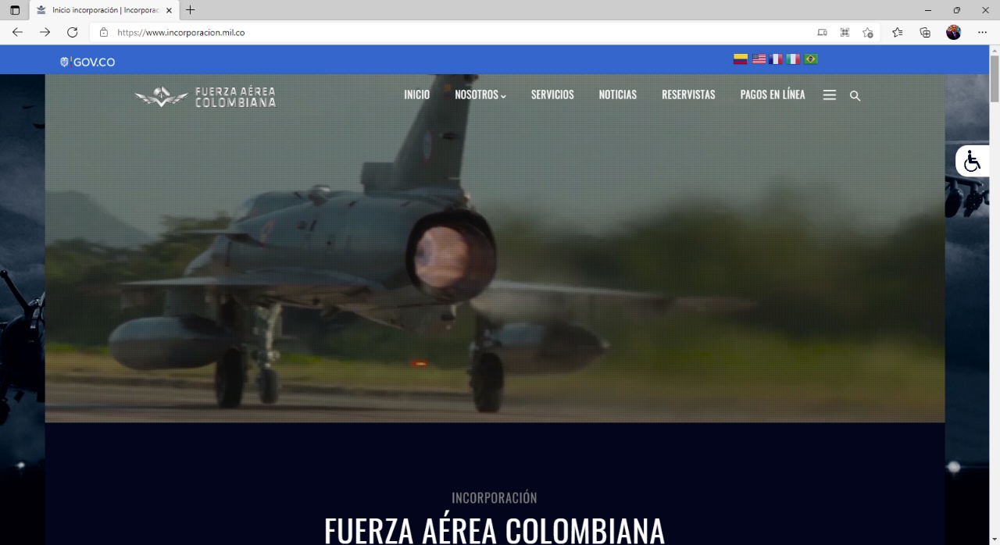 Inicio incorporación | Incorporac
https://www.incorporacion.mil.co
GOV.CO
FUERZA AÉREA
COLOMBIANA
INICIO NOSOTROS SERVICIOS NOTICIAS RESERVISTAS PAGOS EN LÍNEA
INCORPORACIÓN
FUERZA AÉREA COLOMBIANA